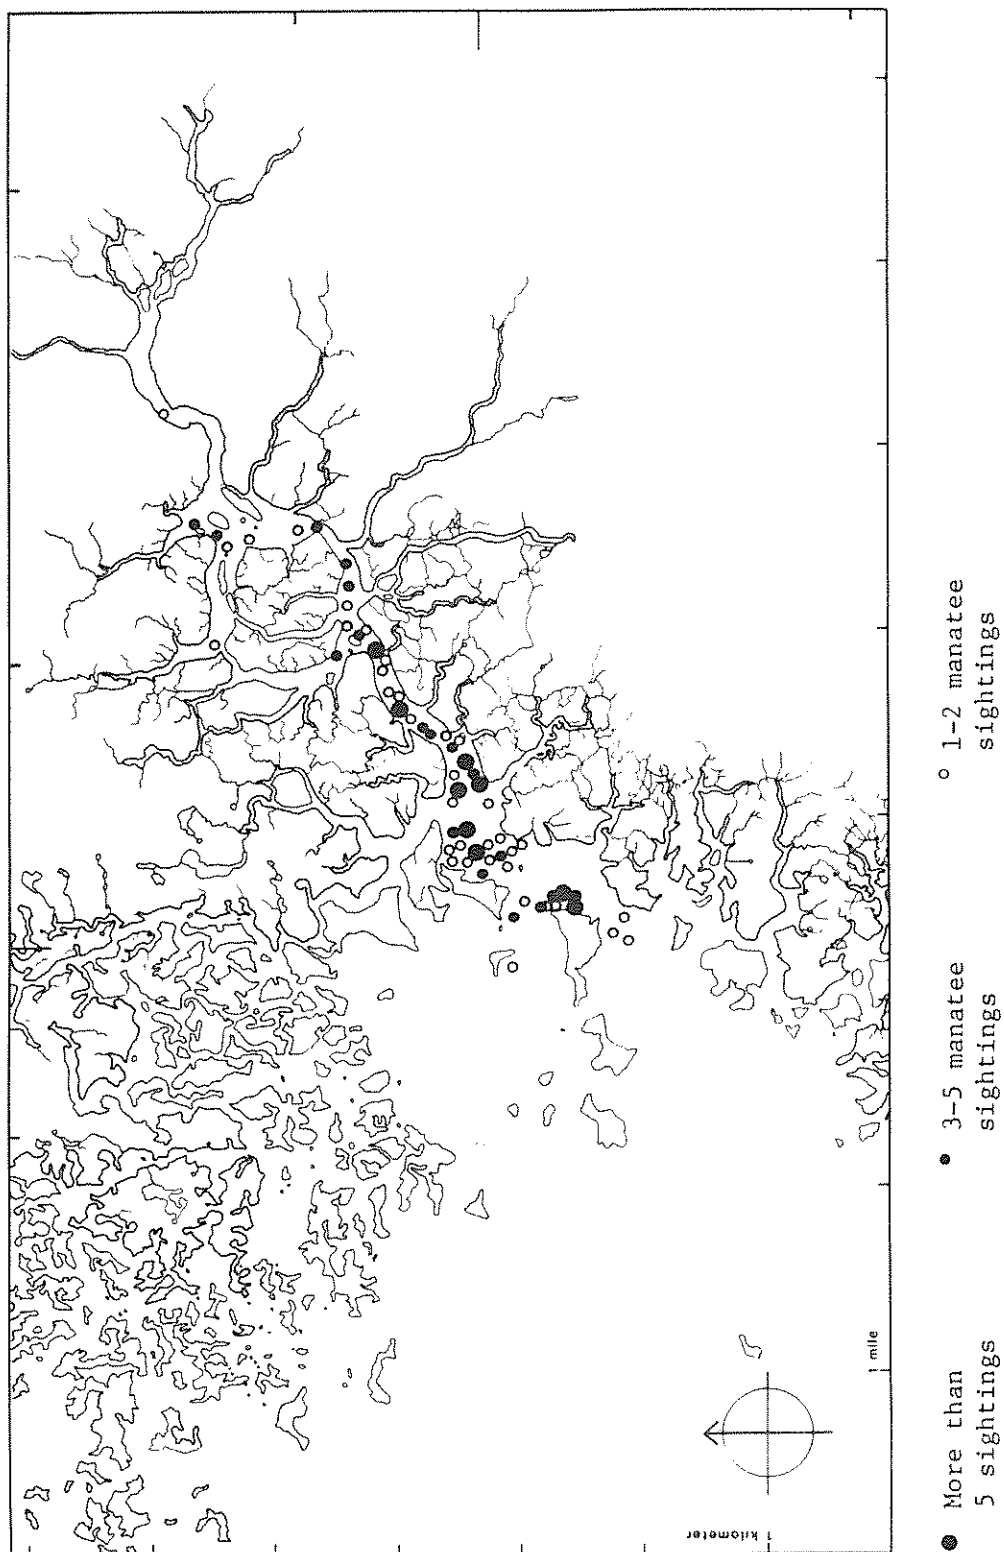 More than
5 sightings
3-5 manatee
sightings
1-2 manatee
sightings
1 mile
1 kilometer